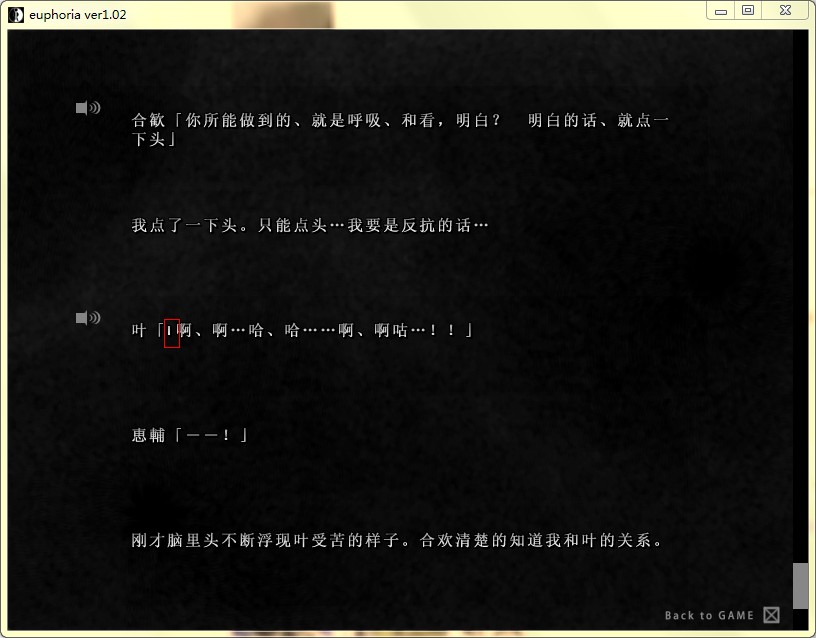 euphoria ver1.02
合歓「你所能做到的、就是呼吸、和看，明白？　明白的话、就点一
下头」
我点了一下头。只能点头…我要是反抗的话…
叶「ı啊、啊…哈、哈……啊、啊咕…！！」
惠輔「――！」
刚才脑里头不断浮现叶受苦的样子。合欢清楚的知道我和叶的关系。
Back to GAME